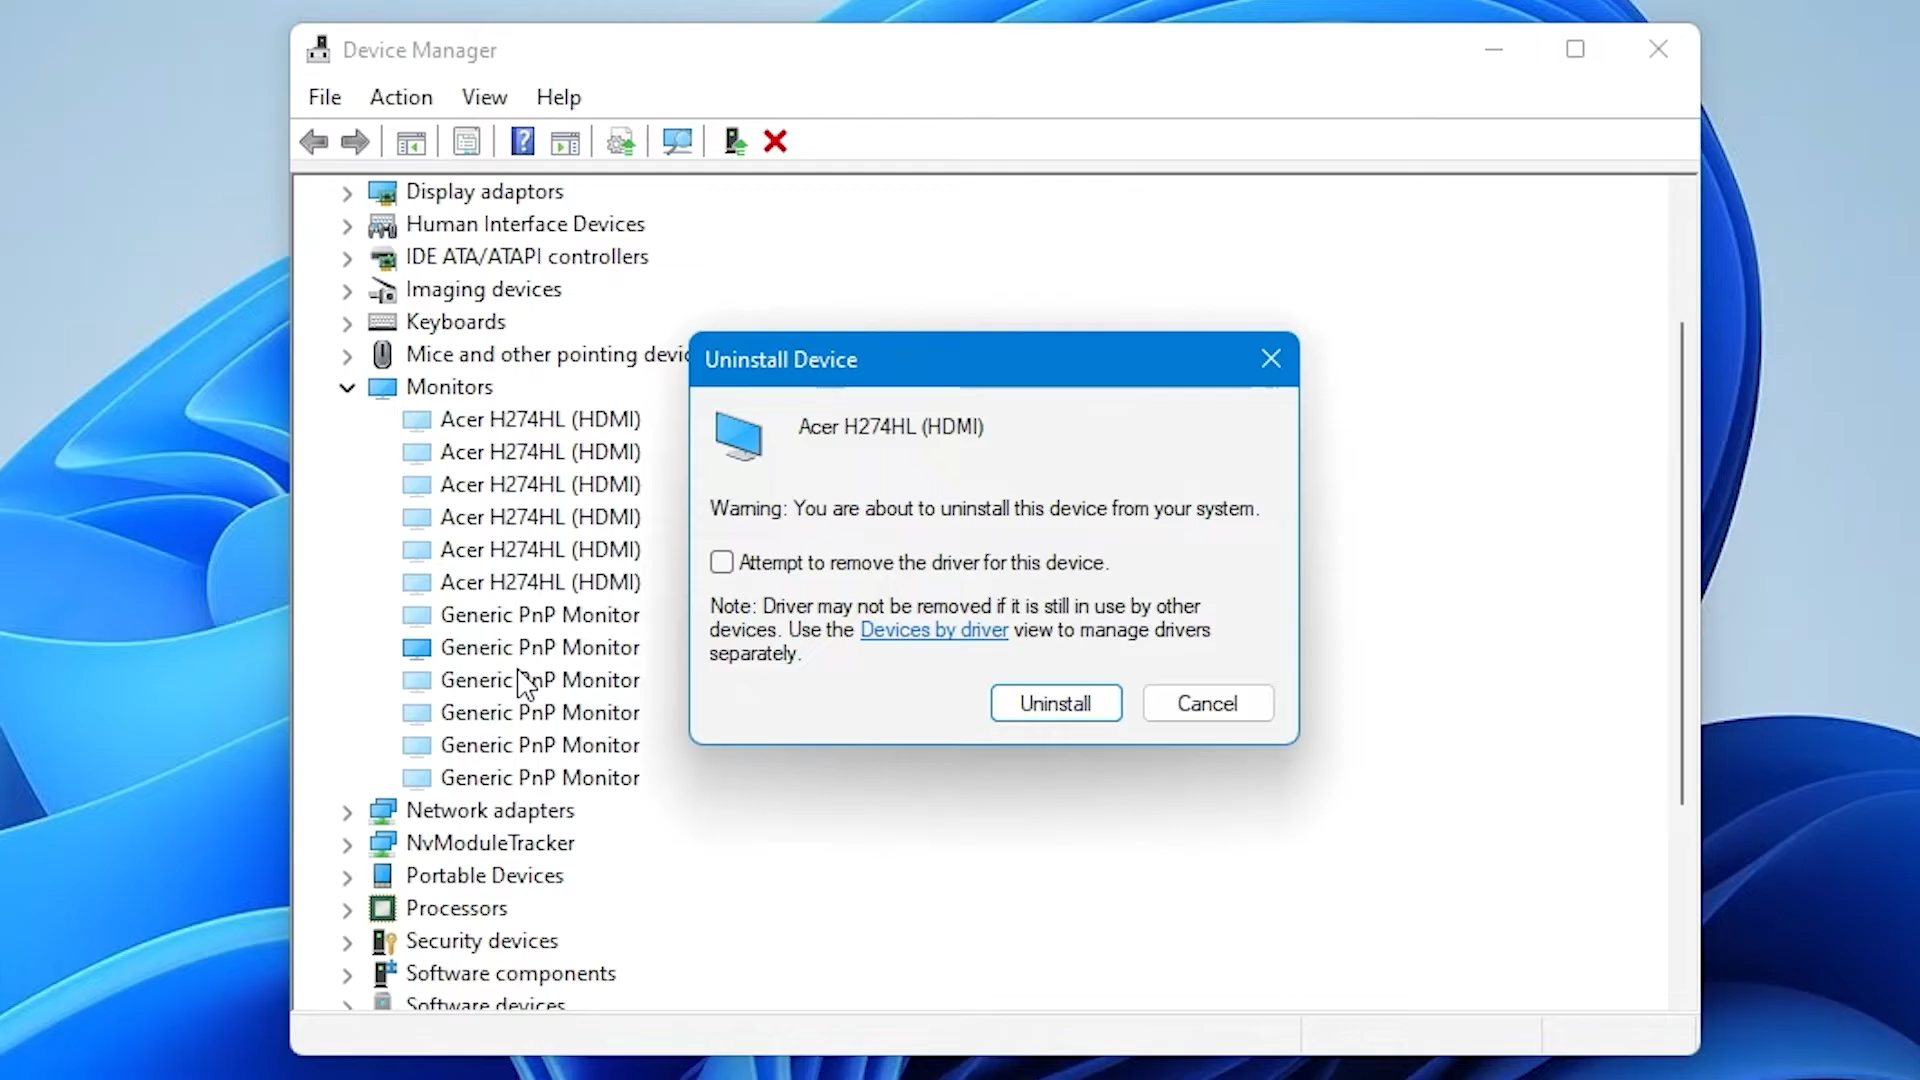 Device Manager
File Action View Help
Display adaptors
Human Interface Devices
IDE ATA/ATAPI controllers
Imaging devices
Keyboards
Mice and other pointing devic
Monitors
Acer H274HL (HDMI)
Acer H274HL (HDMI)
Acer H274HL (HDMI)
Acer H274HL (HDMI)
Acer H274HL (HDMI)
Acer H274HL (HDMI)
Generic PnP Monitor
Generic PnP Monitor
Generic PnP Monitor
Generic PnP Monitor
Generic PnP Monitor
Generic PnP Monitor
Network adapters
NvModuleTracker
Portable Devices
Processors
Security devices
Software components
Software devices
Uninstall Device
Acer H274HL (HDMI)
Warning: You are about to uninstall this device from your system.
Attempt to remove the driver for this device.
Note: Driver may not be removed if it is still in use by other
devices. Use the Devices by driver view to manage drivers
separately.
Uninstall Cancel